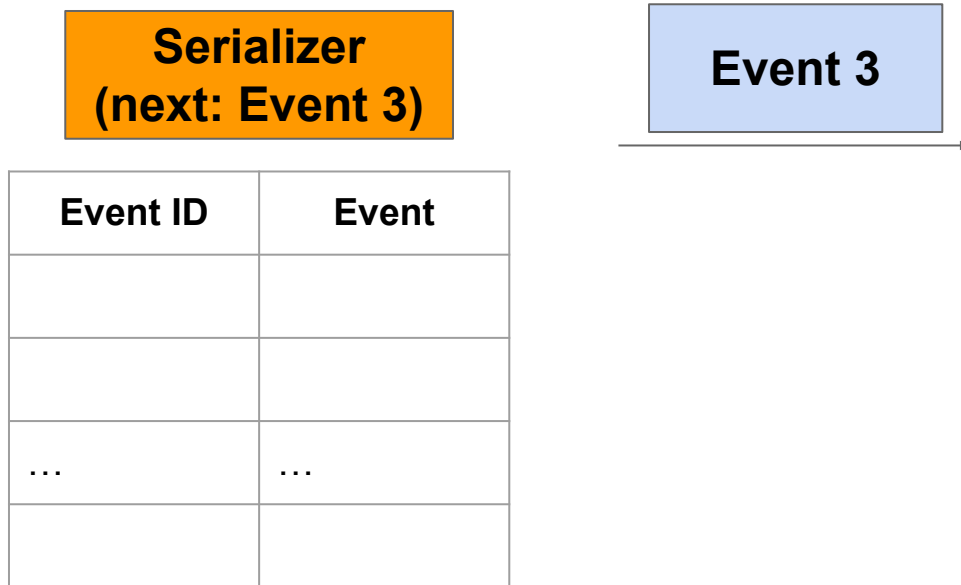 Serializer
(next: Event 3)
Event 3
Event ID
Event
...
...